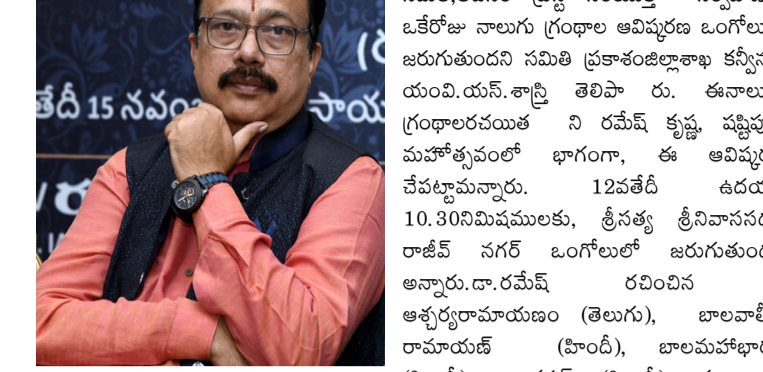 తేదీ 15 నవం
సాయ
ఒకేరోజు నాలుగు గ్రంథాల ఆవిష్కరణ ఒంగోలు
జరుగుతుందని సమితి ప్రకాశంజిల్లాశాఖ కన్వీన
యంవి.యస్.శాస్త్రి తెలిపా రు. ఈనాలు
గ్రంథాలరచయిత ని రమేష్ కృష్ణ, షష్టిపూ
మహోత్సవంలో భాగంగా, ఈ ఆవిష్కర
చేపట్టామన్నారు. 12వతేదీ ఉదయ
10.30నిమిషములకు, శ్రీసత్య శ్రీనివాససద
రాజీవ్ నగర్ ఒంగోలులో జరుగుతుంద
అన్నారు.డా.రమేష్ రచించిన
ఆశ్చర్యరామాయణం (తెలుగు), బాలవాల్
రామాయణ్ (హిందీ), బాలమహాభార